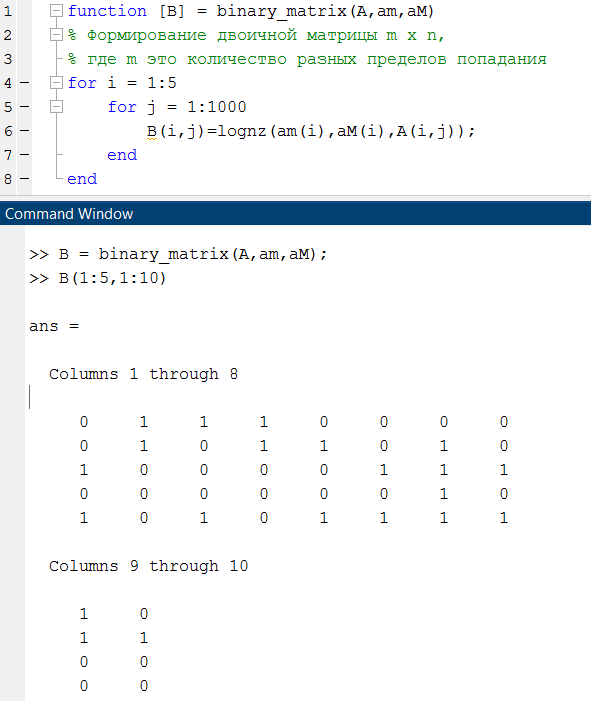 1 function [B] = binary_matrix(A,am,aM)
2 % Формирование двоичной матрицы m x n,
3 % где m это количество разных пределов попадания
4 – for i = 1:5
5 – for j = 1:1000
6 – B(i,j)=lognz(am(i),aM(i),A(i,j));
7 – end
8 – end
Command Window
>> B = binary_matrix(A,am,aM);
>> B(1:5,1:10)
ans =
Columns 1 through 8
0 1 1 1 0 0 0 0
0 1 0 1 1 0 1 0
1 0 0 0 0 1 1 1
0 0 0 0 0 0 1 0
1 0 1 0 1 1 1 1
Columns 9 through 10
1 0
1 1
0 0
0 0